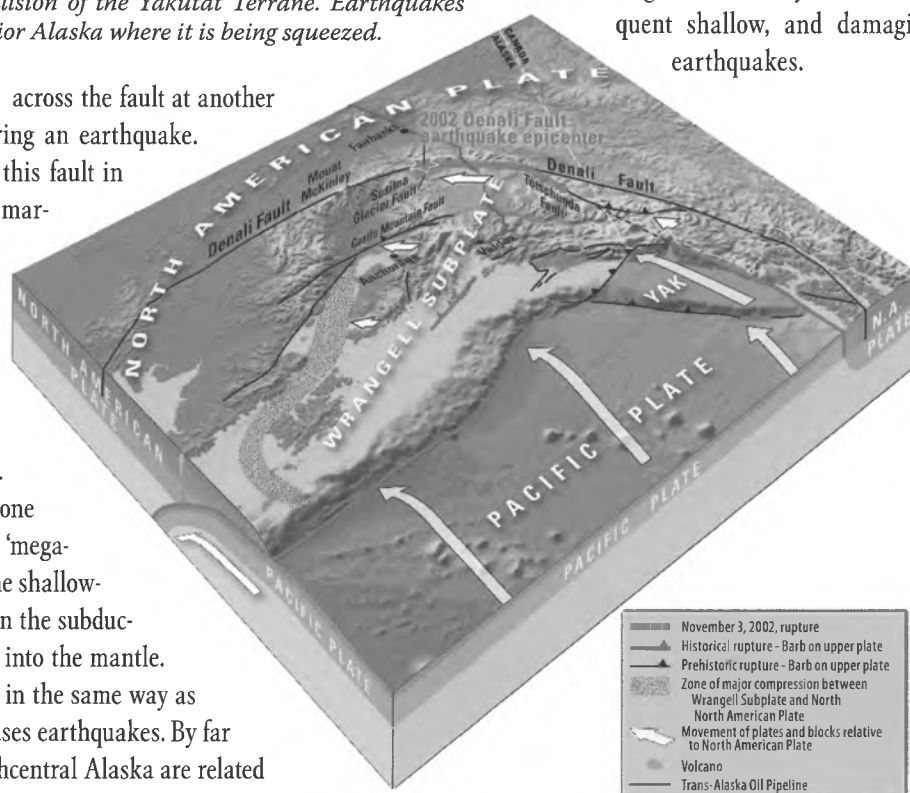 llision of the Yakutat Terrane. Earthquakes
ior Alaska where it is being squeezed.
quent shallow, and damagi
earthquakes.
across the fault at another
ring an earthquake.
this fault in
mar-
one
'mega-
e shallow-
n the subduc-
into the mantle.
in the same way as
ses earthquakes. By far
hcentral Alaska are related
CANADA
ALASKA
NORTH AMERICAN PLATE
Fairbanks
2002 Denali Fault
earthquake epicenter
Denali Fault
Mount
McKinley
Denali Fault
Susitna
Glacier Fault
Totschunda
Fault
Castle Mountain Fault
Anchorage
Valdez
WRANGELL SUBPLATE
YAK
N.A.
PLATE
NORTH AMERICAN
PLATE
PACIFIC PLATE
PACIFIC PLATE
PACIFIC PLATE
November 3, 2002, rupture
Historical rupture - Barb on upper plate
Prehistoric rupture - Barb on upper plate
Zone of major compression between
Wrangell Subplate and North
North American Plate
Movement of plates and blocks relative
to North American Plate
Volcano
Trans-Alaska Oil Pipeline